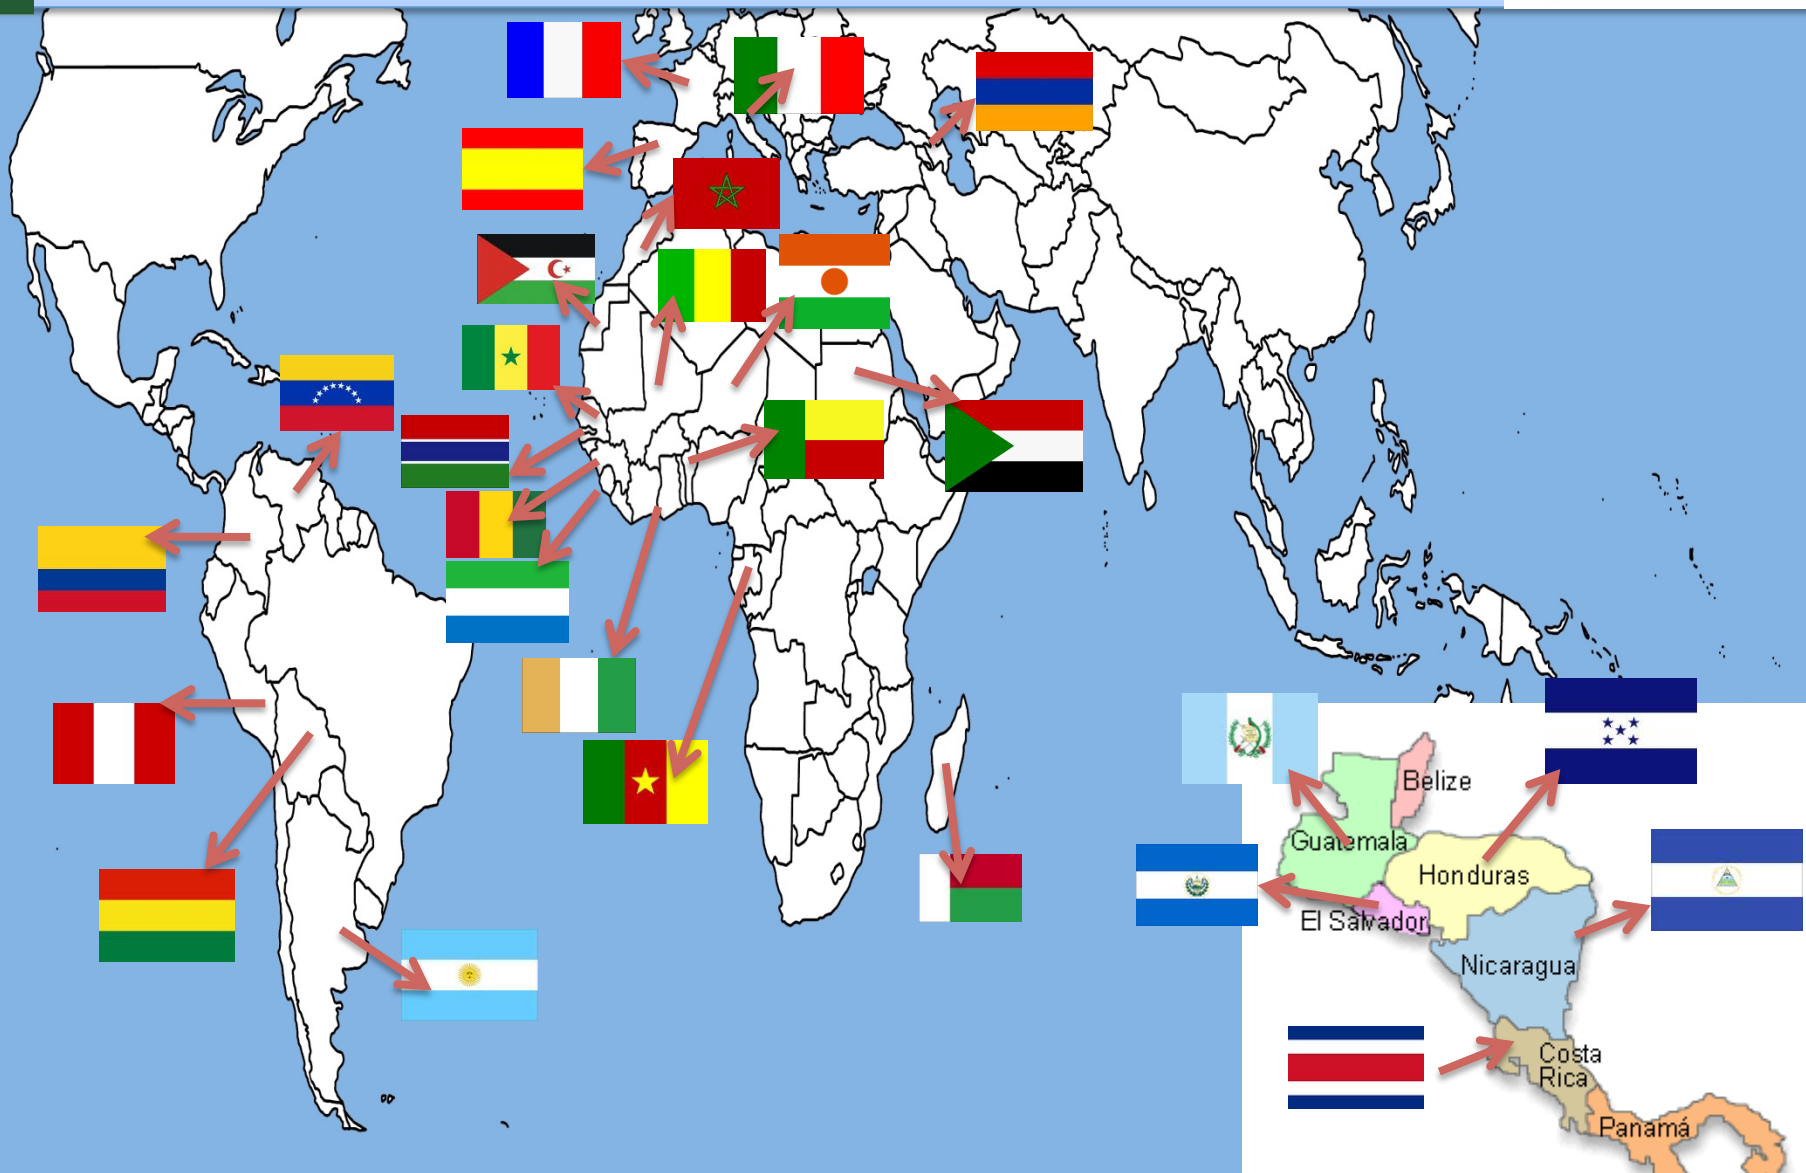 Belize
Guatemala
Honduras
El Salvador
Nicaragua
Costa
Rica
Panamá